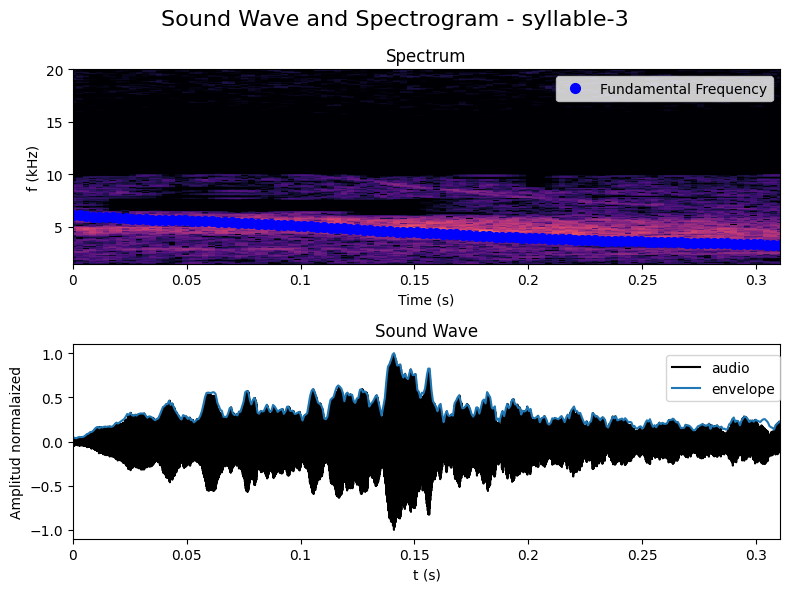 Sound Wave and Spectrogram - syllable-3
Spectrum
Fundamental Frequency
20
15
10
5
f (kHz)
0 0.05 0.1 0.15 0.2 0.25 0.3
Time (s)
Sound Wave
audio
envelope
1.0
0.5
0.0
−0.5
−1.0
Amplitud normalaized
0 0.05 0.1 0.15 0.2 0.25 0.3
t (s)